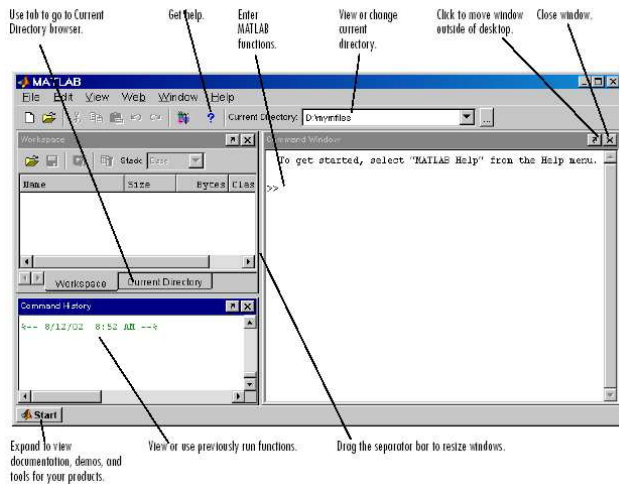 Use tab to go to Current
Directory browser.
Get help.
Enter
MATLAB
functions.
View or change
current
directory.
Click to move window
outside of desktop.
Close window.
MATLAB
File Edit View Web Window Help
Current Directory: D:\mymfiles
Workspace
Stack: Base
Name Size Bytes Clas
Workspace Current Directory
Command History
%-- 8/12/02 8:52 AM --%
Command Window
To get started, select "MATLAB Help" from the Help menu.
>>
Start
Expand to view
documentation, demos, and
tools for your products.
View or use previously run functions.
Drag the separator bar to resize windows.